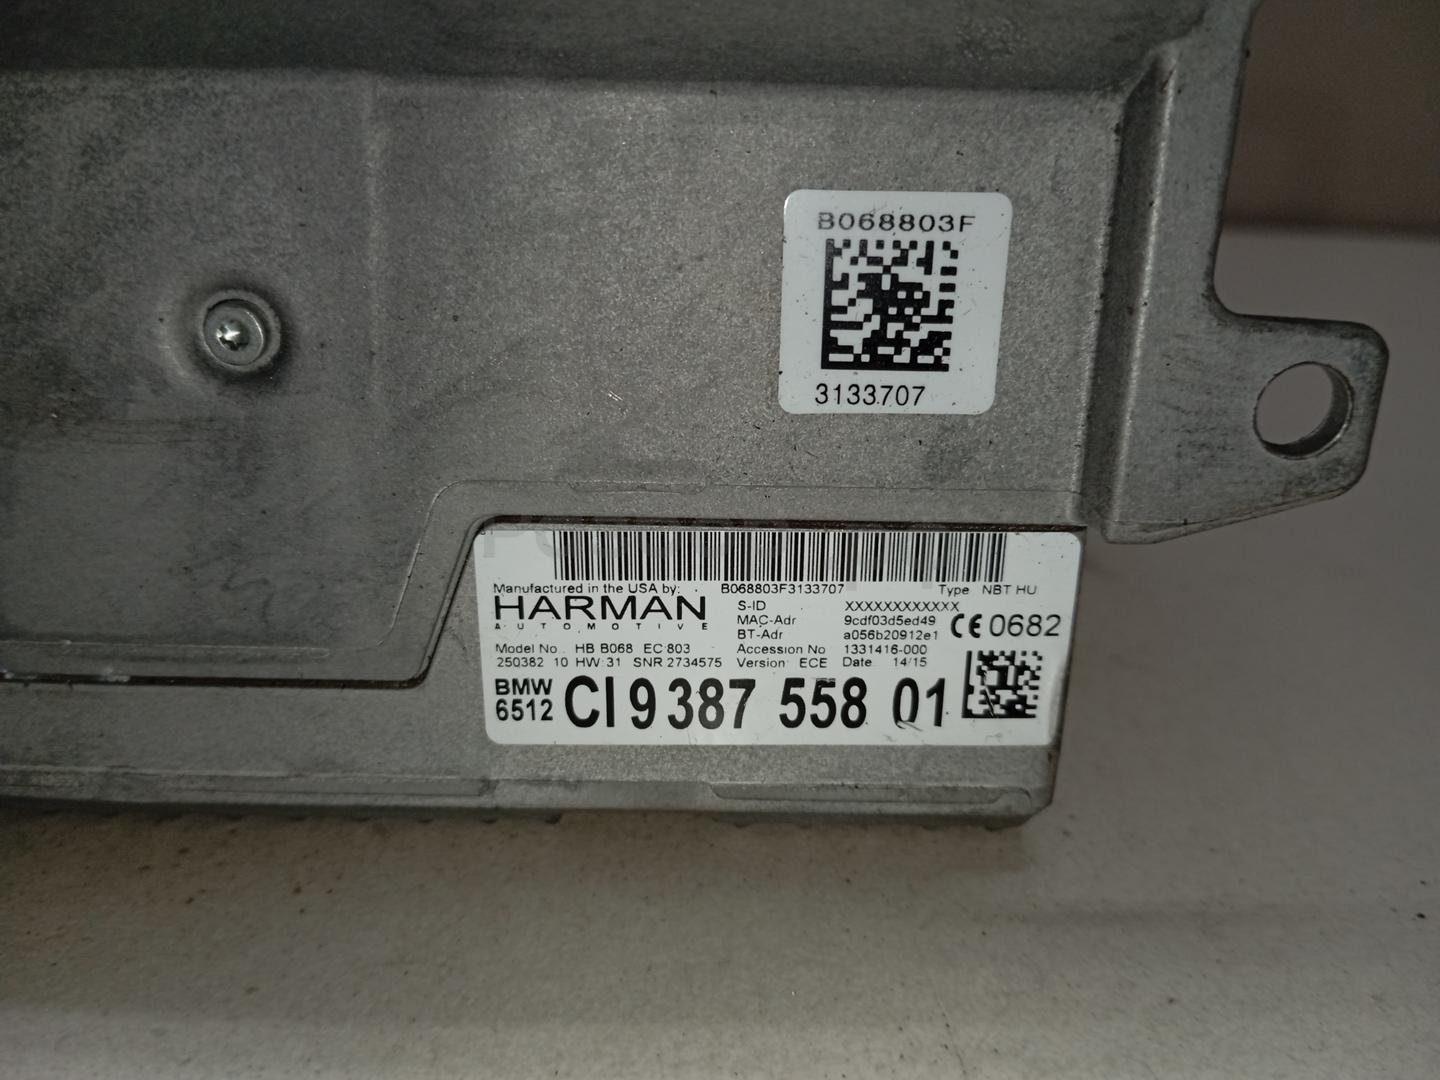 B068803F
3133707
Manufactured in the USA by: B068803F3133707 Type NBT HU
HARMAN
AUTOMOTIVE
S-ID XXXXXXXXXXXX
MAC-Adr 9cdf03d5ed49
BT-Adr a056b20912e1
CE 0682
Model No. HB B068 EC 803 Accession No 1331416-000
250382 10 HW:31 SNR 2734575 Version: ECE Date 14/15
BMW
6512
CI 9 387 558 01